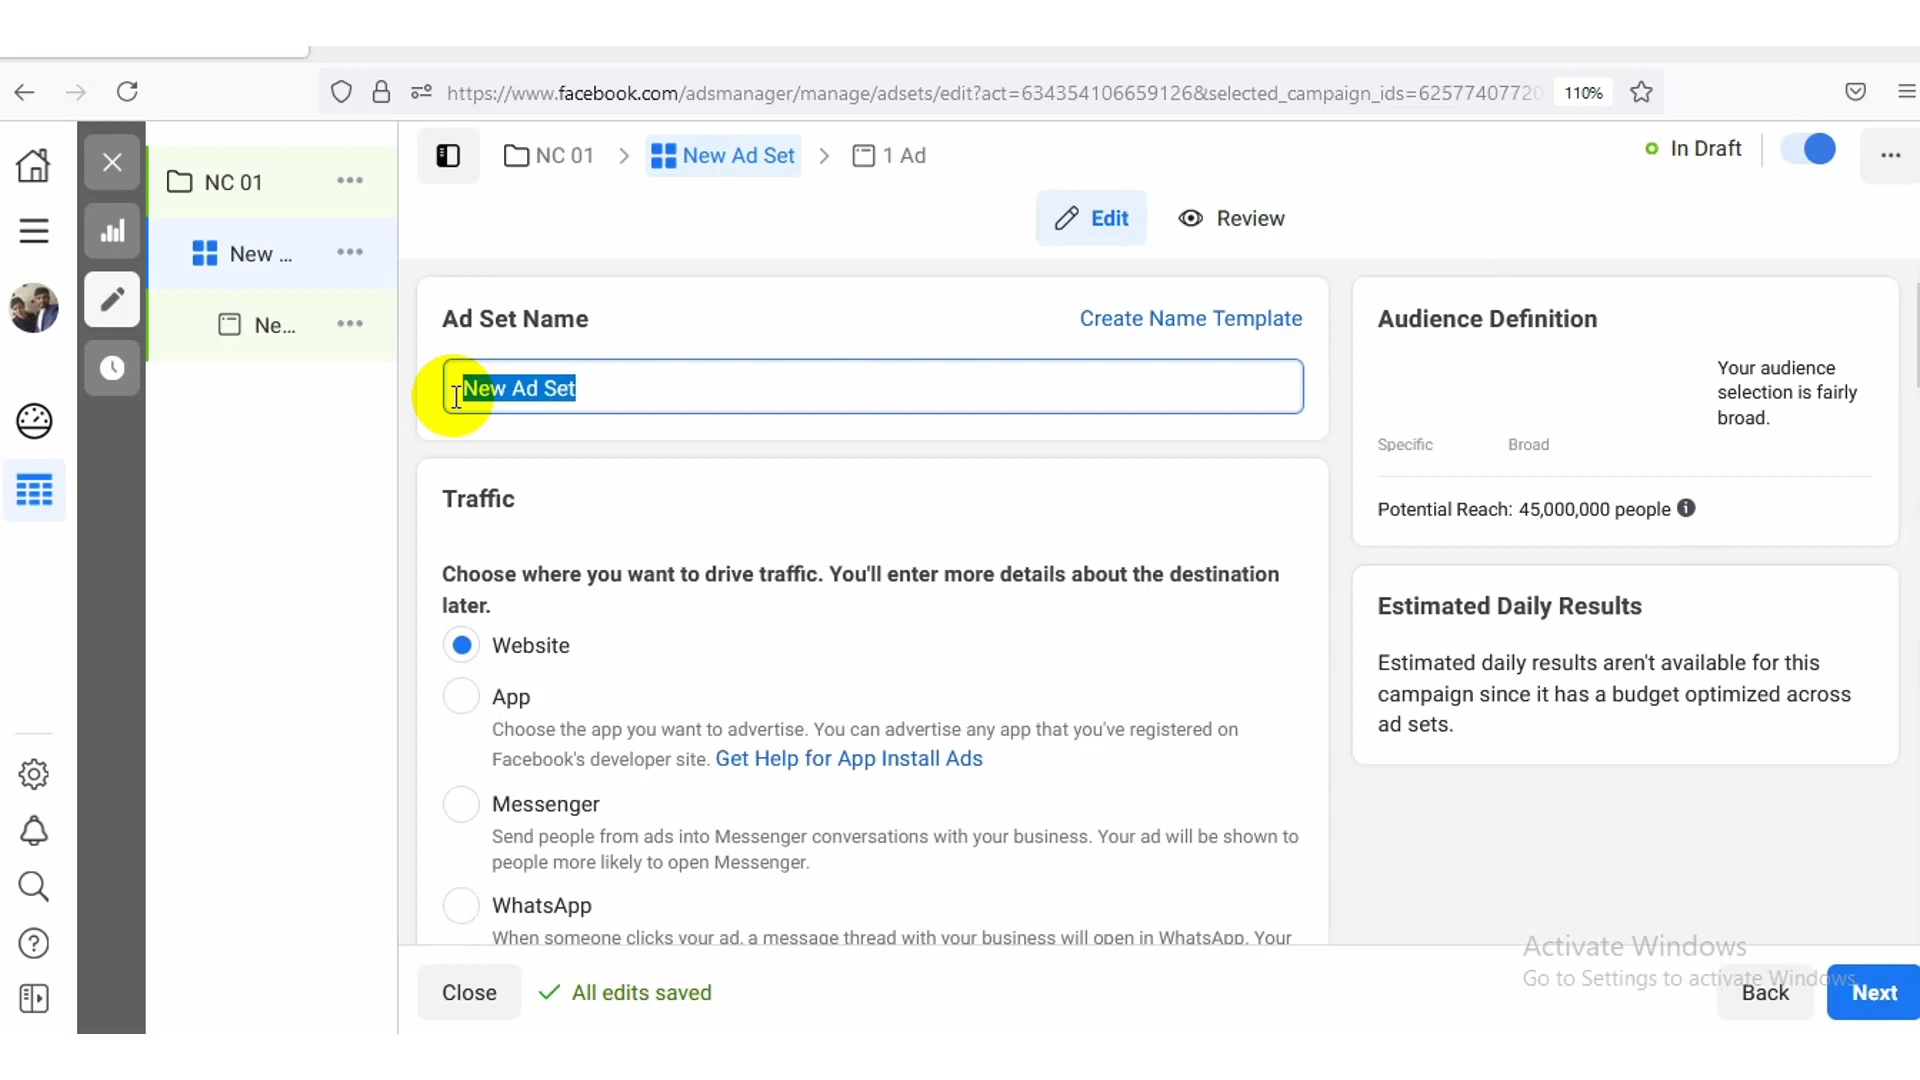 https://www.facebook.com/adsmanager/manage/adsets/edit?act=634354106659126&selected_campaign_ids=62577407720
110%
NC 01
New Ad Set
1 Ad
In Draft
NC 01
New ...
Ne...
Edit
Review
Ad Set Name
Create Name Template
New Ad Set
Traffic
Choose where you want to drive traffic. You'll enter more details about the destination
later.
Website
App
Choose the app you want to advertise. You can advertise any app that you've registered on
Facebook's developer site. Get Help for App Install Ads
Messenger
Send people from ads into Messenger conversations with your business. Your ad will be shown to
people more likely to open Messenger.
WhatsApp
When someone clicks your ad, a message thread with your business will open in WhatsApp. Your
Audience Definition
Your audience
selection is fairly
broad.
Specific
Broad
Potential Reach: 45,000,000 people
Estimated Daily Results
Estimated daily results aren't available for this
campaign since it has a budget optimized across
ad sets.
Activate Windows
Go to Settings to activate Windows.
Close
All edits saved
Back
Next